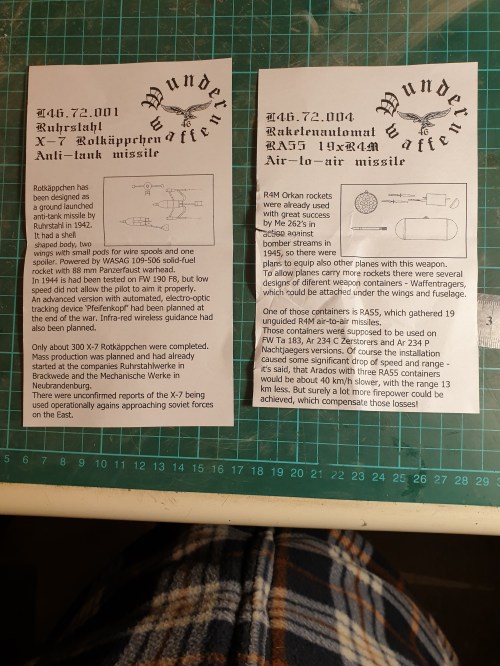 Wunder
waffen
46
L46.72.001
Ruhrstahl
X-7 Rotkäppchen
Anti-tank missile
Rotkäppchen has
been designed as
a ground launched
anti-tank missile by
Ruhrstahl in 1942.
It had a shell
shaped body, two
wings with small pods for wire spools and one
spoiler. Powered by WASAG 109-506 solid-fuel
rocket with 88 mm Panzerfaust warhead.
In 1944 is had been tested on FW 190 F8, but low
speed did not allow the pilot to aim it properly.
An advanced version with automated, electro-optic
tracking device "Pfeifenkopf" had been planned at
the end of the war. Infra-red wireless guidance had
also been planned.
Only about 300 X-7 Rotkäppchen were completed.
Mass production was planned and had already
started at the companies Ruhrstahlwerke in
Brackwede and the Mechanische Werke in
Neubrandenburg.
There were unconfirmed reports of the X-7 being
used operationally agains approaching soviet forces
on the East.
Wunder
waffen
46
L46.72.004
Raketenautomat
RA55 19xR4M
Air-to-air missile
R4M Orkan rockets
were already used
with great success
by Me 262's in
action against
bomber streams in
1945, so there were
plans to equip also other planes with this weapon.
To allow planes carry more rockets there were several
designs of diferent weapon containers - Waffentragers,
which could be attached under the wings and fuselage.
One of those containers is RA55, which gathered 19
unguided R4M air-to-air missiles.
Those containers were supposed to be used on
FW Ta 183, Ar 234 C Zerstorers and Ar 234 P
Nachtjaegers versions. Of course the installation
caused some significant drop of speed and range -
it's said, that Arados with three RA55 containers
would be about 40 km/h slower, with the range 13
km less. But surely a lot more firepower could be
achieved, which compensate those losses!
5 6 7 8 9 10 11 12 13 14 15 16 17 18 19 20 21 22 23 24 25 26 27 28 29
3